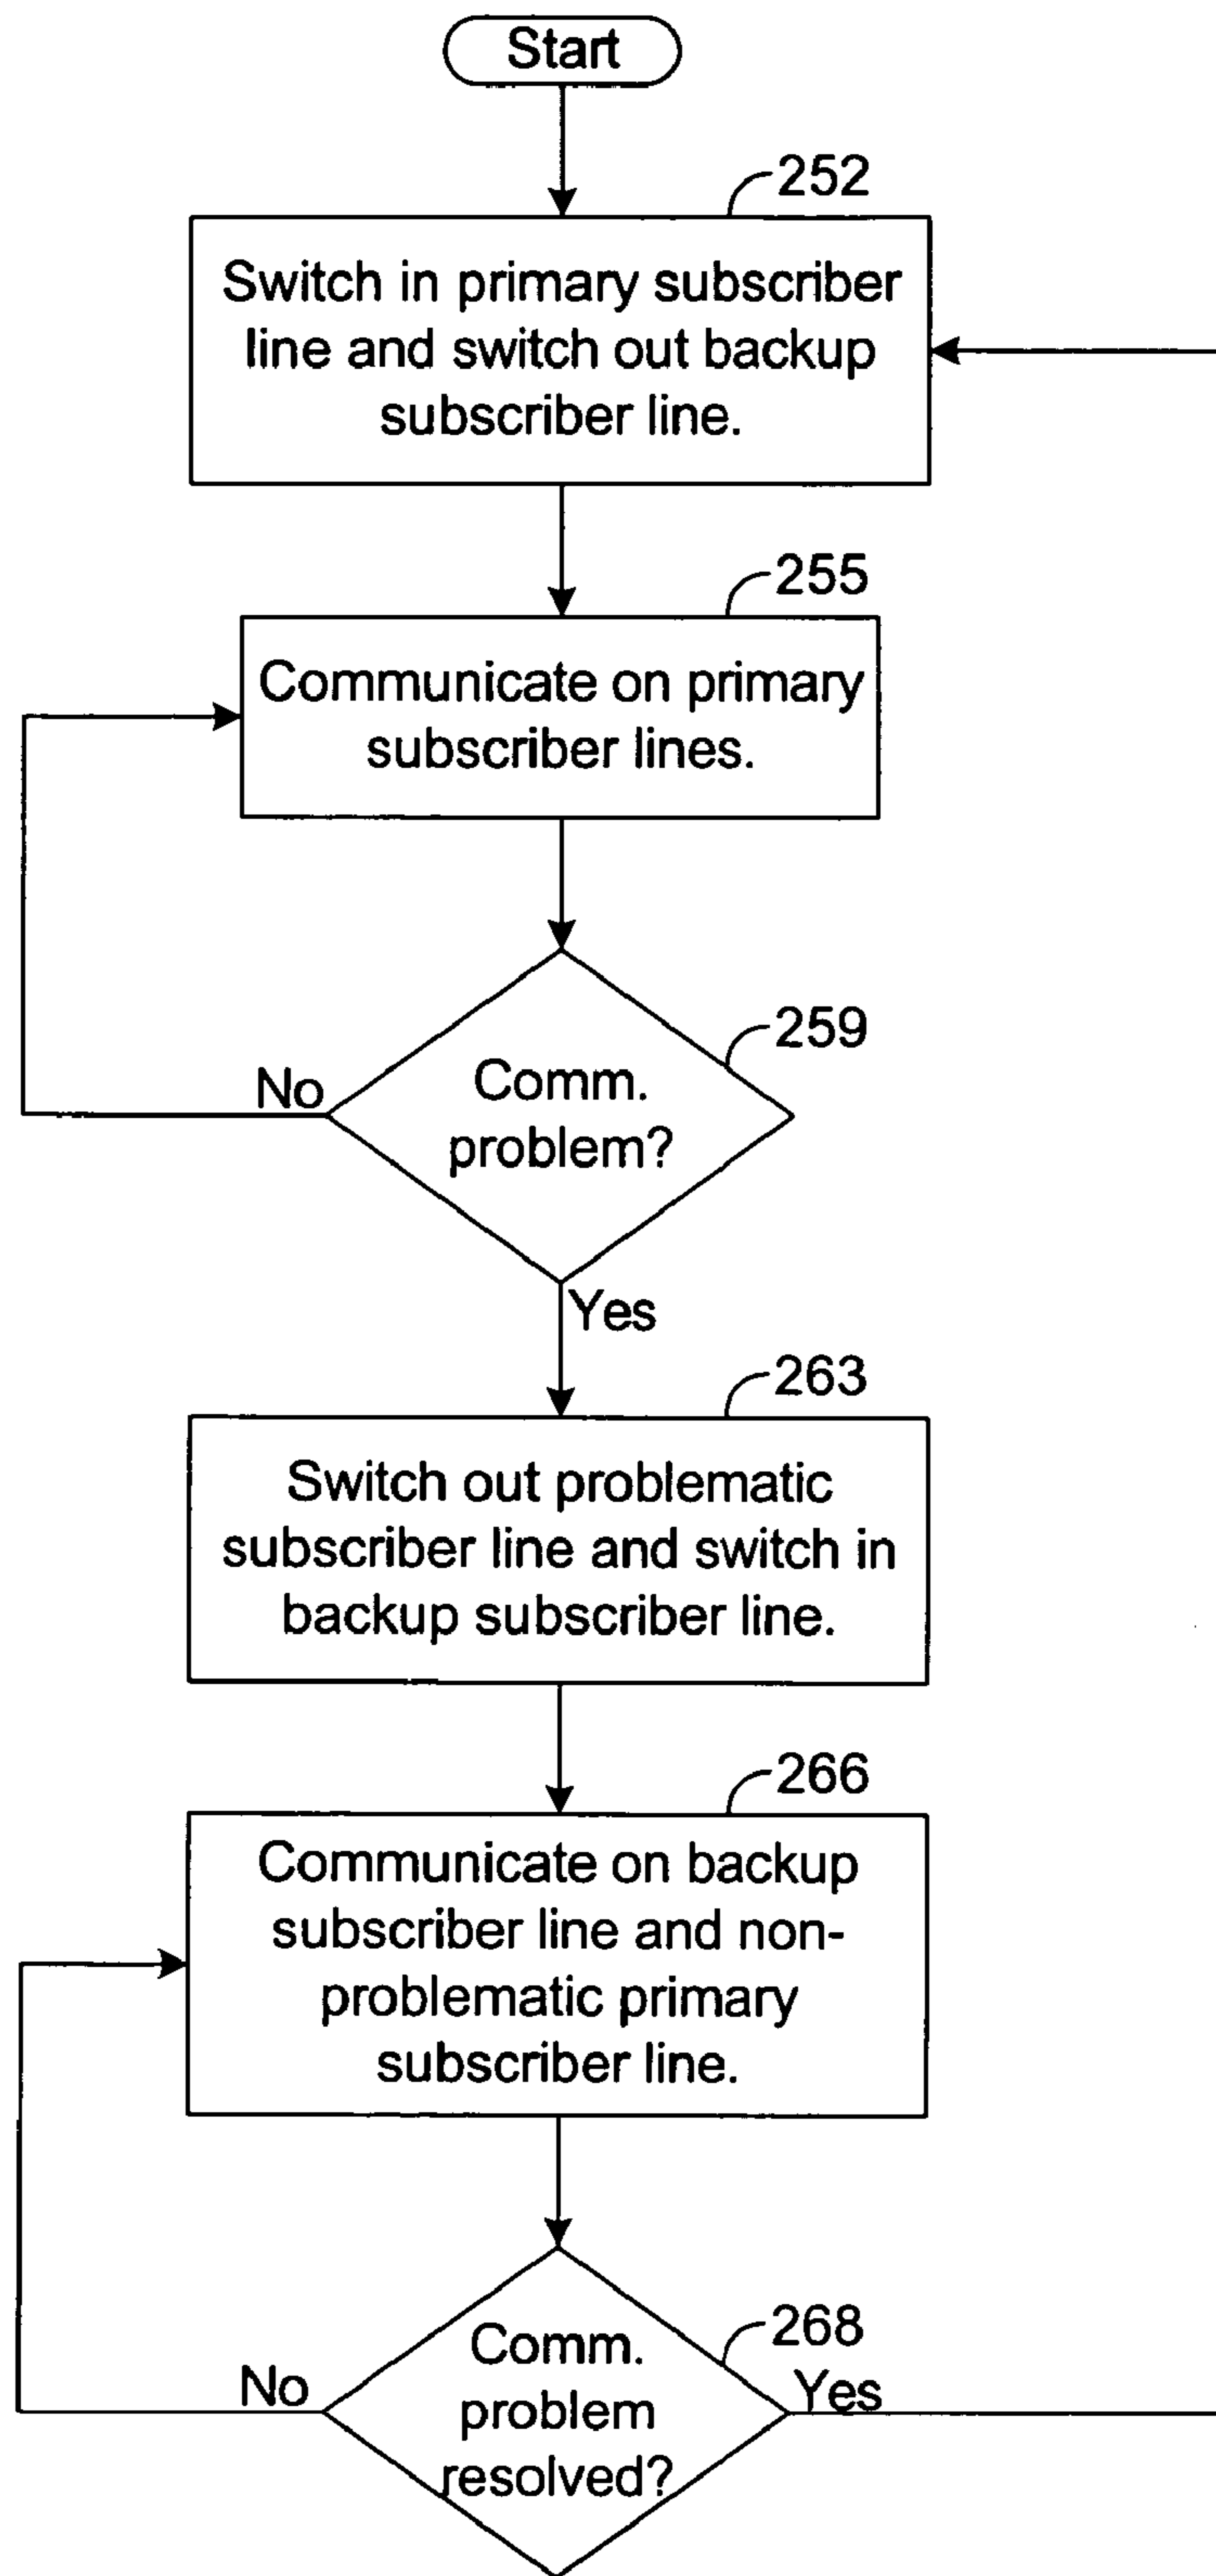 Start
252
Switch in primary subscriber
line and switch out backup
subscriber line.
255
Communicate on primary
subscriber lines.
259
Comm.
problem?
No
Yes
263
Switch out problematic
subscriber line and switch in
backup subscriber line.
266
Communicate on backup
subscriber line and non-
problematic primary
subscriber line.
268
Comm.
problem
resolved?
No
Yes